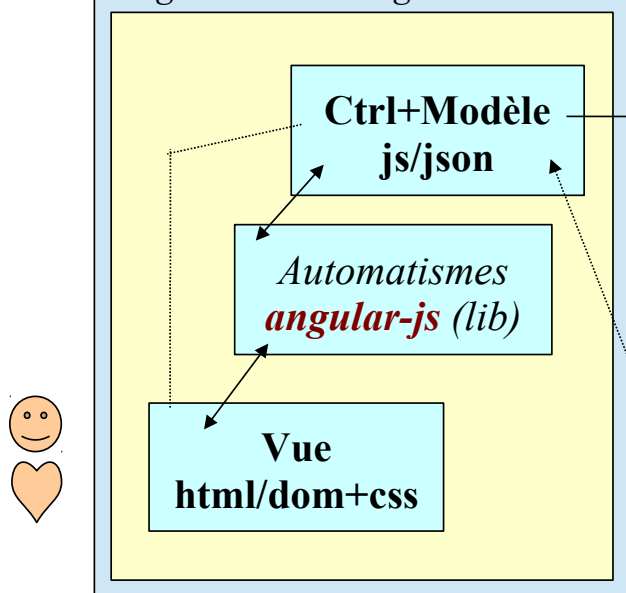 Ctrl+Modèle
js/json
Automatismes
angular-js (lib)
Vue
html/dom+css